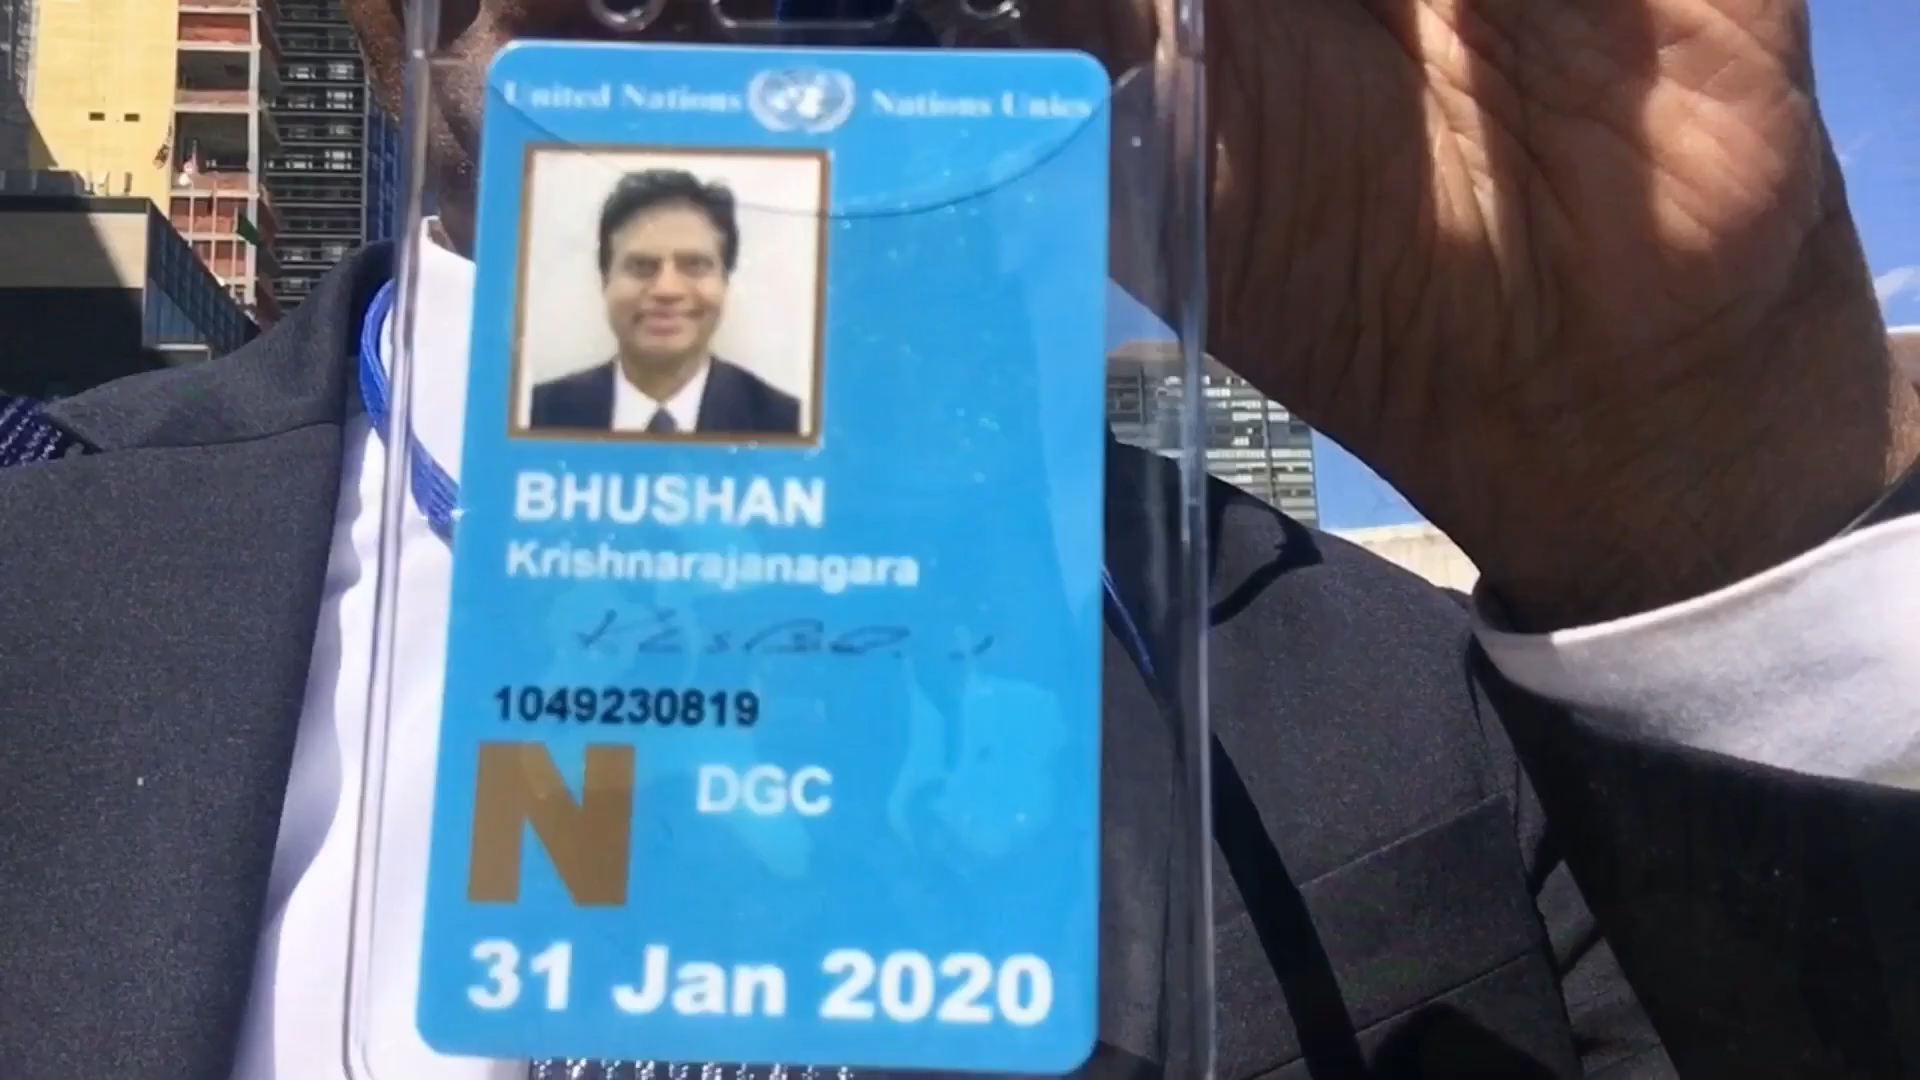 United Nations Nations Unies
BHUSHAN
Krishnarajanagara
1049230819
N DGC
31 Jan 2020